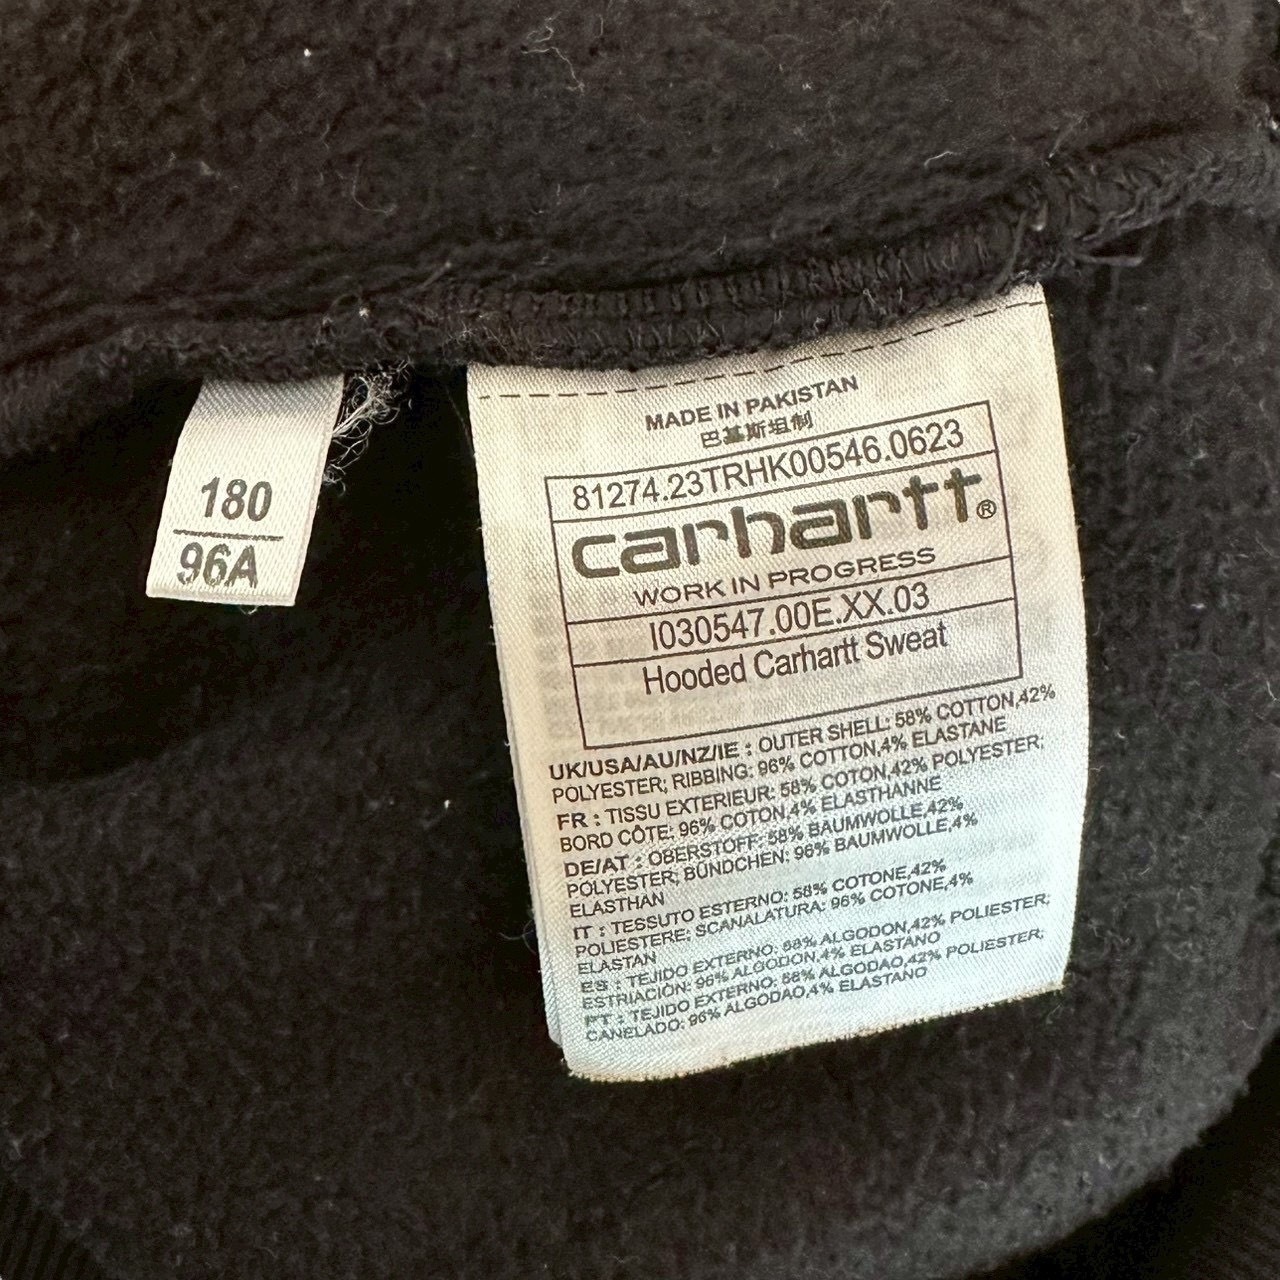 180
96A
MADE IN PAKISTAN
巴基斯坦制
81274.23TRHK00546.0623
carhartt®
WORK IN PROGRESS
I030547.00E.XX.03
Hooded Carhartt Sweat
UK/USA/AU/NZ/IE : OUTER SHELL: 58% COTTON,42%
POLYESTER; RIBBING: 96% COTTON,4% ELASTANE
FR : TISSU EXTERIEUR: 58% COTON,42% POLYESTER;
BORD CÔTE: 96% COTON,4% ELASTHANNE
DE/AT : OBERSTOFF: 58% BAUMWOLLE,42%
POLYESTER; BÜNDCHEN: 96% BAUMWOLLE,4%
ELASTHAN
IT : TESSUTO ESTERNO: 58% COTONE,42%
POLIESTERE; SCANALATURA: 96% COTONE,4%
ELASTAN
ES : TEJIDO EXTERNO: 58% ALGODON,42% POLIESTER;
ESTRIACIÓN: 96% ALGODON,4% ELASTANO
PT : TEJIDO EXTERNO: 58% ALGODAO,42% POLIESTER;
CANELADO: 96% ALGODAO,4% ELASTANO